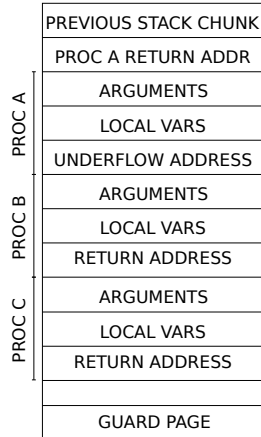 PREVIOUS STACK CHUNK
PROC A RETURN ADDR
PROC A
ARGUMENTS
LOCAL VARS
UNDERFLOW ADDRESS
PROC B
ARGUMENTS
LOCAL VARS
RETURN ADDRESS
PROC C
ARGUMENTS
LOCAL VARS
RETURN ADDRESS
GUARD PAGE